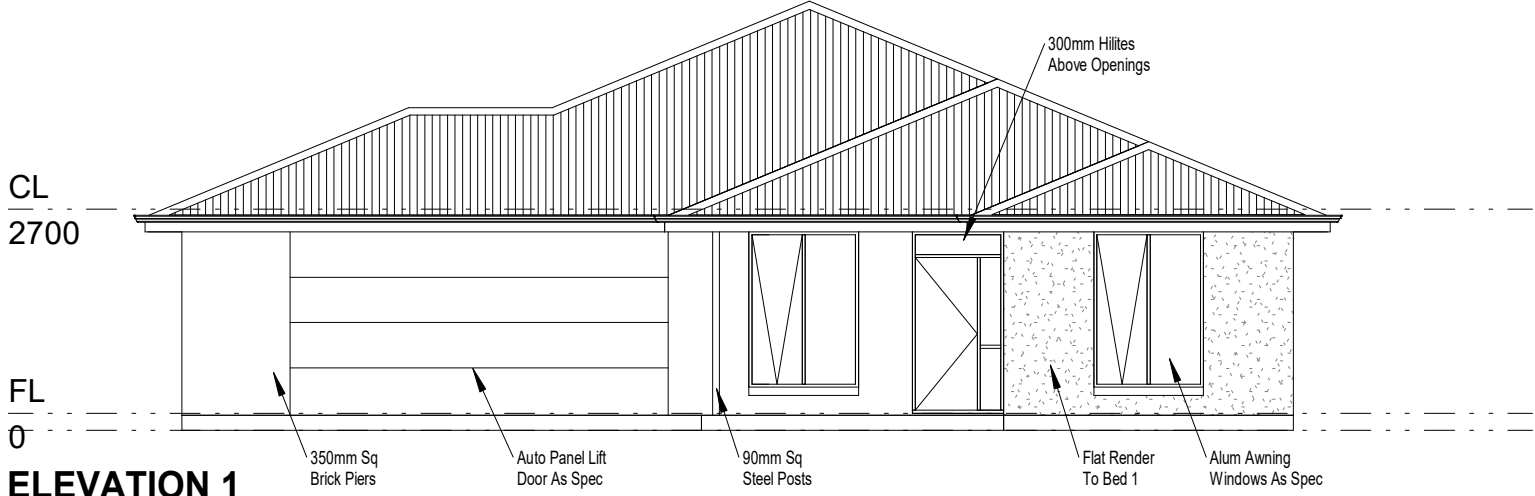 300mm Hilites
Above Openings
CL
2700
FL
0
350mm Sq
Brick Piers
Auto Panel Lift
Door As Spec
90mm Sq
Steel Posts
Flat Render
To Bed 1
Alum Awning
Windows As Spec
ELEVATION 1